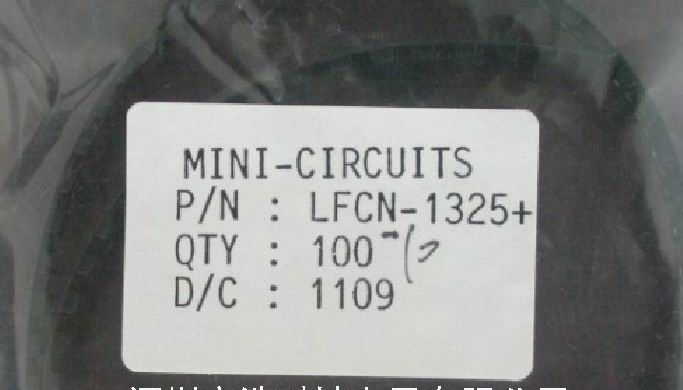 MINI-CIRCUITS
P/N : LFCN-1325+
QTY : 100
D/C : 1109